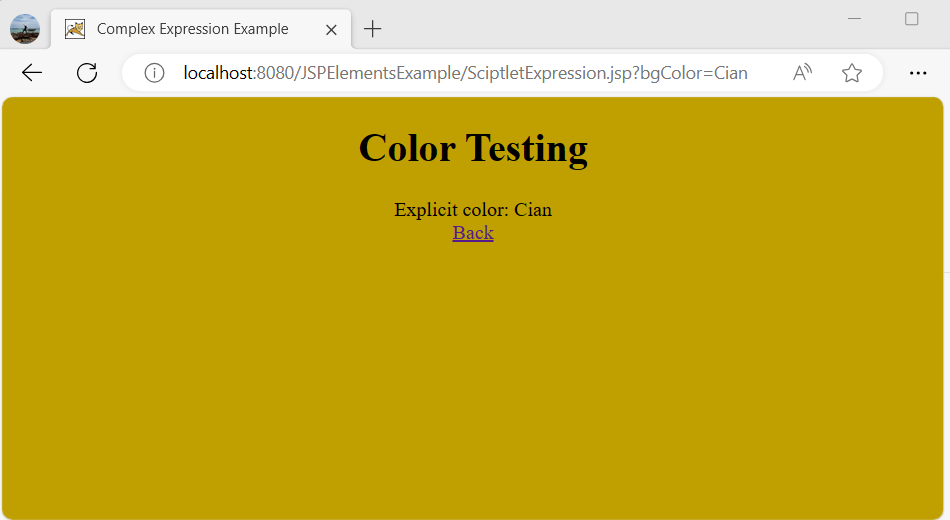 Complex Expression Example
localhost:8080/JSPElementsExample/SciptletExpression.jsp?bgColor=Cian
Color Testing
Explicit color: Cian
Back